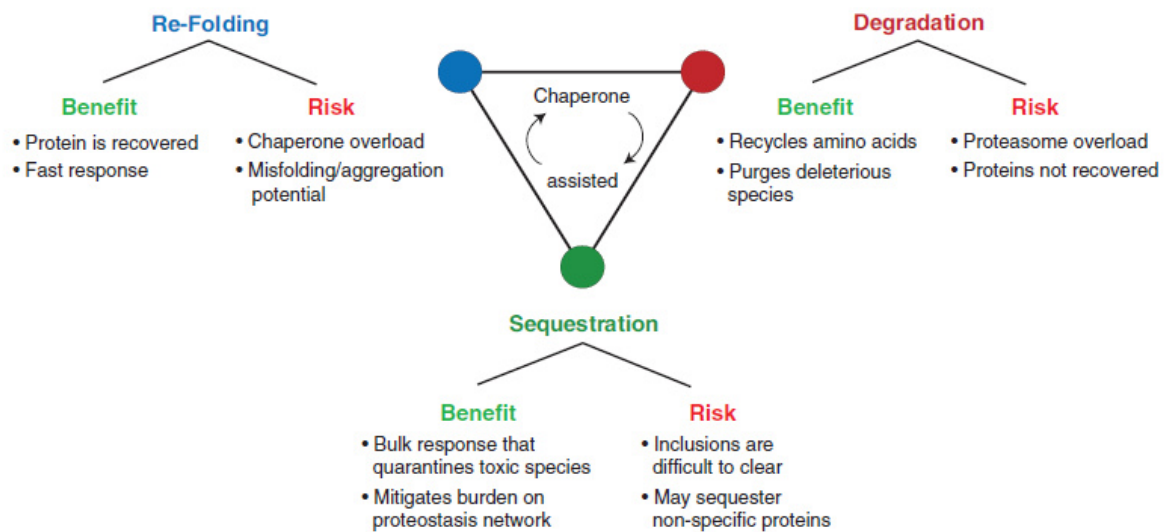 Re-Folding
Benefit
• Protein is recovered
• Fast response
Risk
• Chaperone overload
• Misfolding/aggregation
potential
Chaperone
assisted
Degradation
Benefit
• Recycles amino acids
• Purges deleterious
species
Risk
• Proteasome overload
• Proteins not recovered
Sequestration
Benefit
• Bulk response that
quarantines toxic species
• Mitigates burden on
proteostasis network
Risk
• Inclusions are
difficult to clear
• May sequester
non-specific proteins